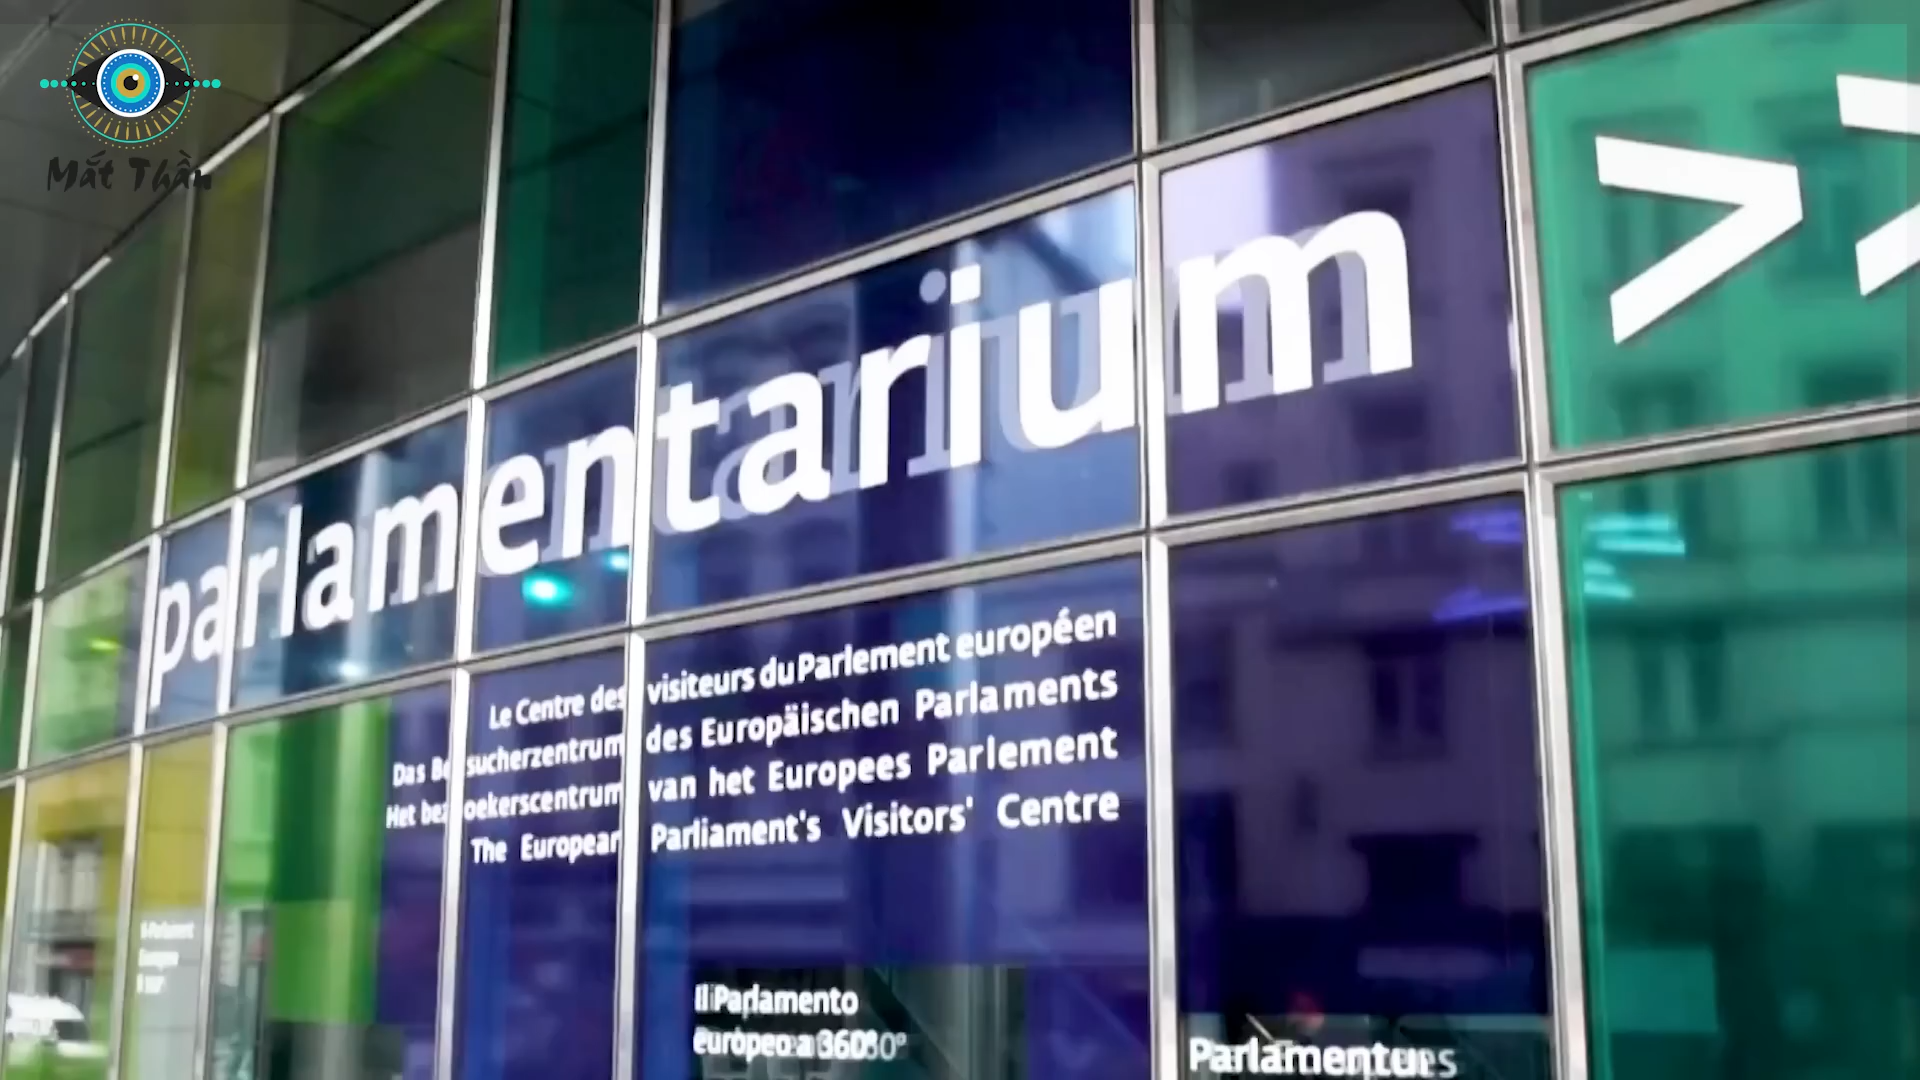 Mắt Thần
parlamentarium >>
Le Centre des visiteurs du Parlement européen
Das Besucherzentrum des Europäischen Parlaments
Het bezoekerscentrum van het Europees Parlement
The European Parliament's Visitors' Centre
Il Parlamento
europeo a 360°